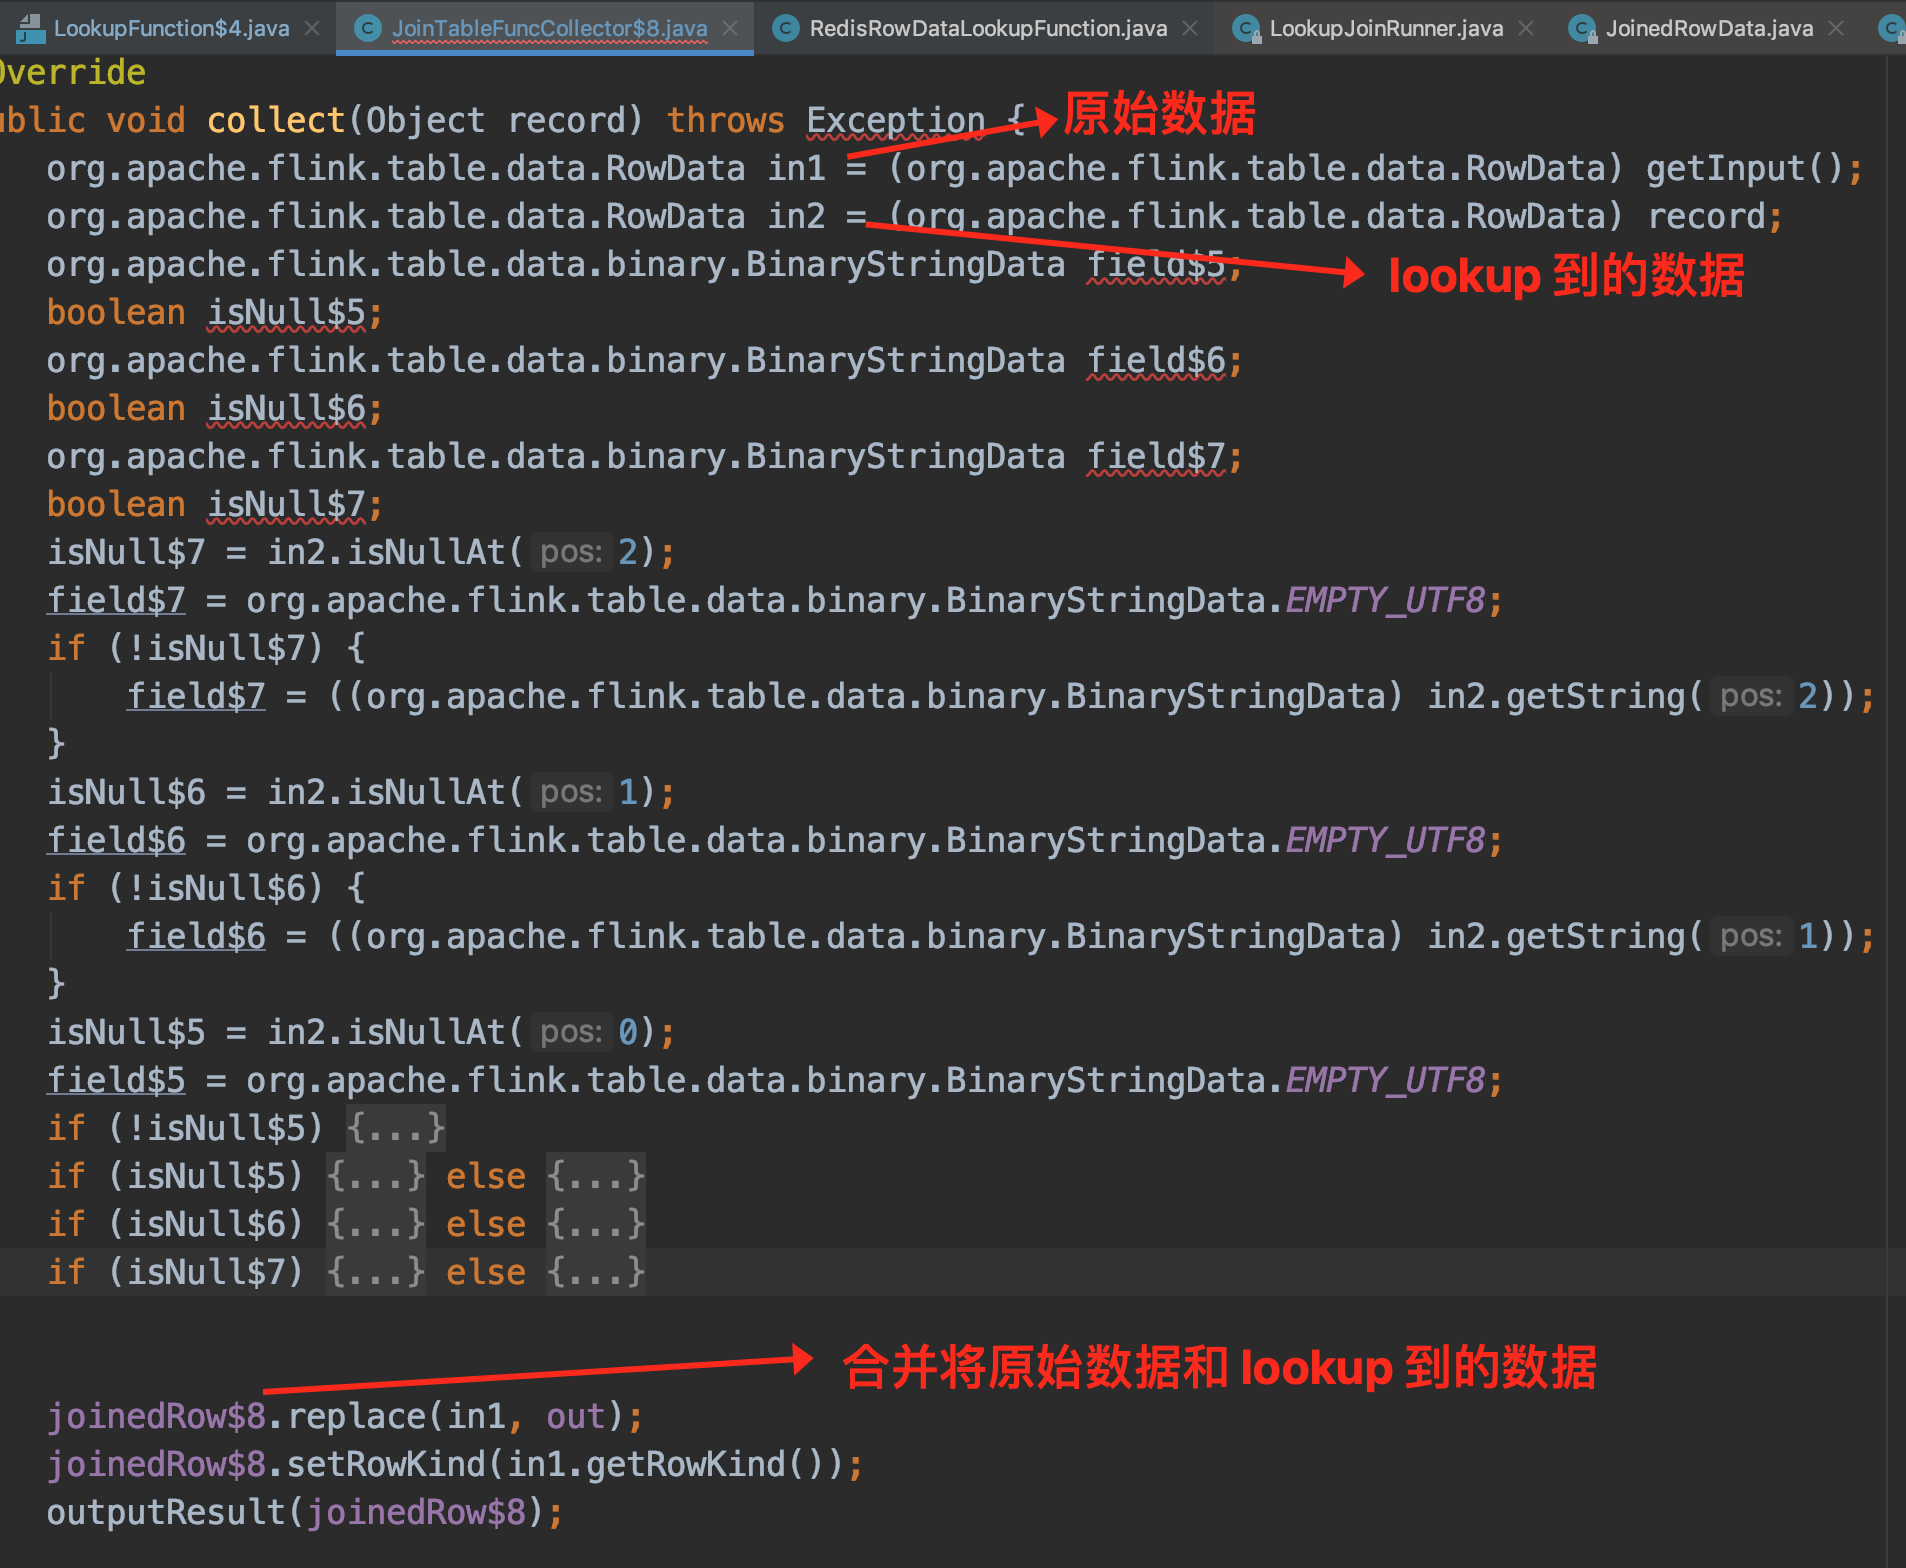 LookupFunction$4.java JoinTableFuncCollector$8.java RedisRowDataLookupFunction.java LookupJoinRunner.java JoinedRowData.java
Override
ublic void collect(Object record) throws Exception { 原始数据
org.apache.flink.table.data.RowData in1 = (org.apache.flink.table.data.RowData) getInput();
org.apache.flink.table.data.RowData in2 = (org.apache.flink.table.data.RowData) record;
org.apache.flink.table.data.binary.BinaryStringData field$5; lookup 到的数据
boolean isNull$5;
org.apache.flink.table.data.binary.BinaryStringData field$6;
boolean isNull$6;
org.apache.flink.table.data.binary.BinaryStringData field$7;
boolean isNull$7;
isNull$7 = in2.isNullAt( pos: 2);
field$7 = org.apache.flink.table.data.binary.BinaryStringData.EMPTY_UTF8;
if (!isNull$7) {
field$7 = ((org.apache.flink.table.data.binary.BinaryStringData) in2.getString( pos: 2));
}
isNull$6 = in2.isNullAt( pos: 1);
field$6 = org.apache.flink.table.data.binary.BinaryStringData.EMPTY_UTF8;
if (!isNull$6) {
field$6 = ((org.apache.flink.table.data.binary.BinaryStringData) in2.getString( pos: 1));
}
isNull$5 = in2.isNullAt( pos: 0);
field$5 = org.apache.flink.table.data.binary.BinaryStringData.EMPTY_UTF8;
if (!isNull$5) {...}
if (isNull$5) {...} else {...}
if (isNull$6) {...} else {...}
if (isNull$7) {...} else {...}
合并将原始数据和 lookup 到的数据
joinedRow$8.replace(in1, out);
joinedRow$8.setRowKind(in1.getRowKind());
outputResult(joinedRow$8);